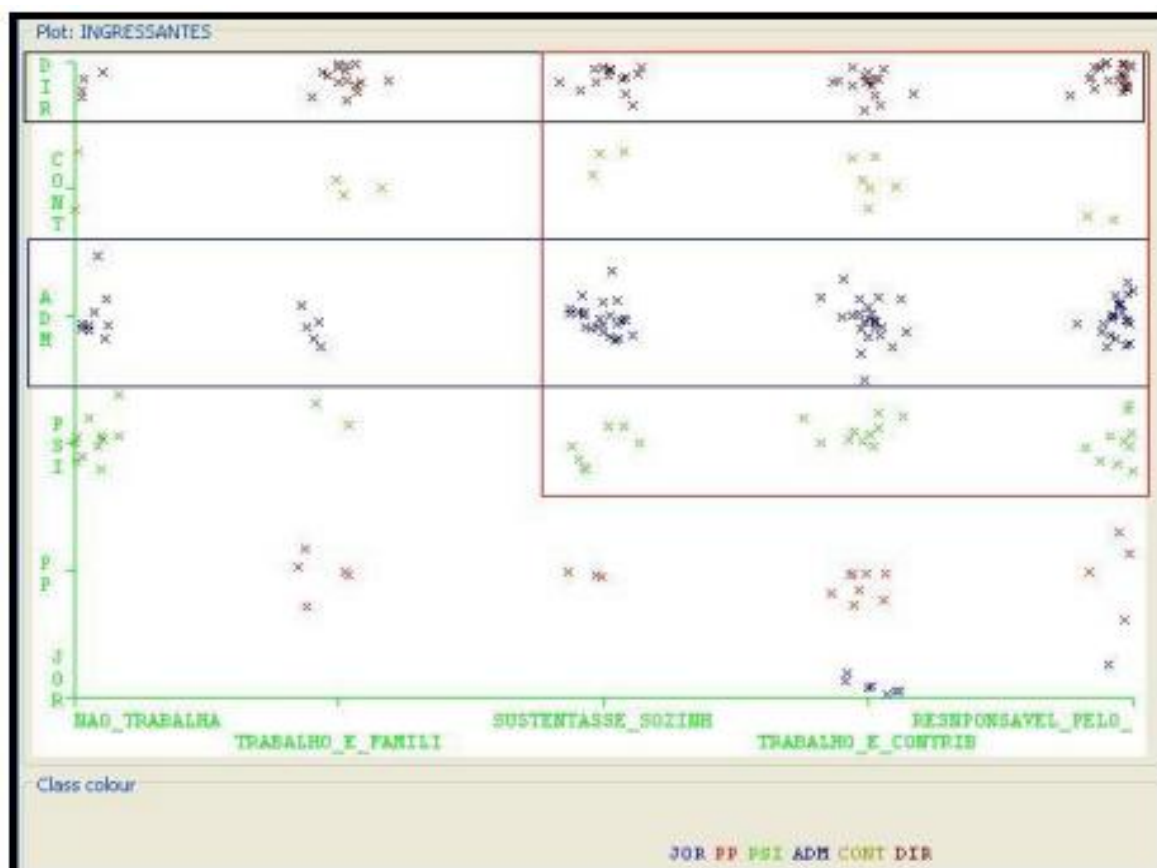 Plot: INGRESSANTES
DIR
CONT
ADM
PSI
PP
JOR
NAO_TRABALHA
SUSTENTASSE_SOZINH
RESNPONSAVEL_PELO_
TRABALHO_E_FAMILI
TRABALHO_E_CONTRIB
Class colour
JOR PP PSI ADM CONT DIR